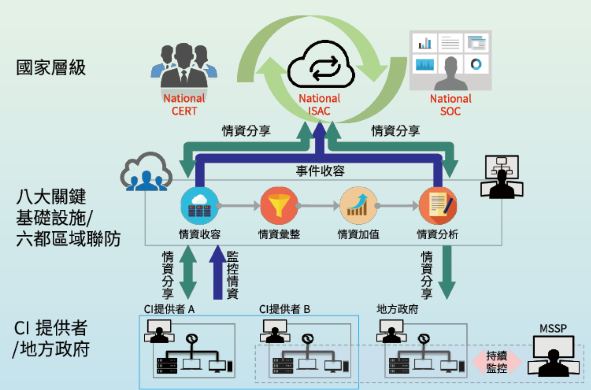 國家層級
National
CERT
National
ISAC
National
SOC
情資分享
情資分享
事件收容
八大關鍵
基礎設施/
六都區域聯防
情資收容
情資彙整
情資加值
情資分析
情資分享
監控情資
情資分享
CI 提供者
/地方政府
CI提供者 A
CI提供者 B
地方政府
持續
監控
MSSP